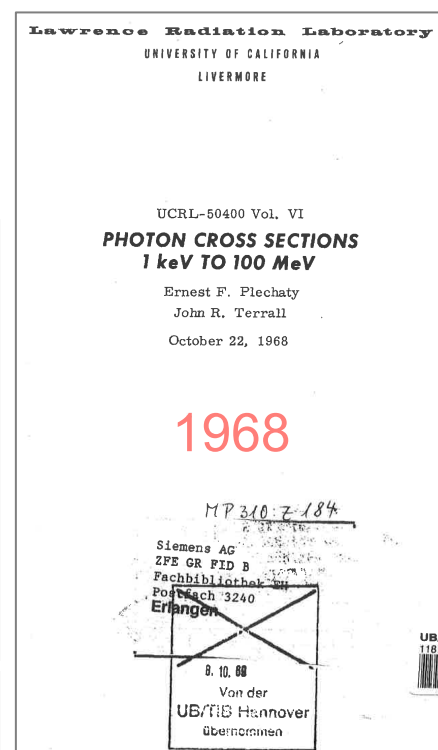 Lawrence Radiation Laboratory
UNIVERSITY OF CALIFORNIA
LIVERMORE
UCRL-50400 Vol. VI
PHOTON CROSS SECTIONS
1 keV TO 100 MeV
Ernest F. Plechaty
John R. Terrall
October 22, 1968
1968
MP 310: Z 184
Siemens AG
ZFE GR FID B
Fachbibliothek
Postfach 3240
Erlangen
Von der
UB/TIB Hannover
übernommen
UB
118